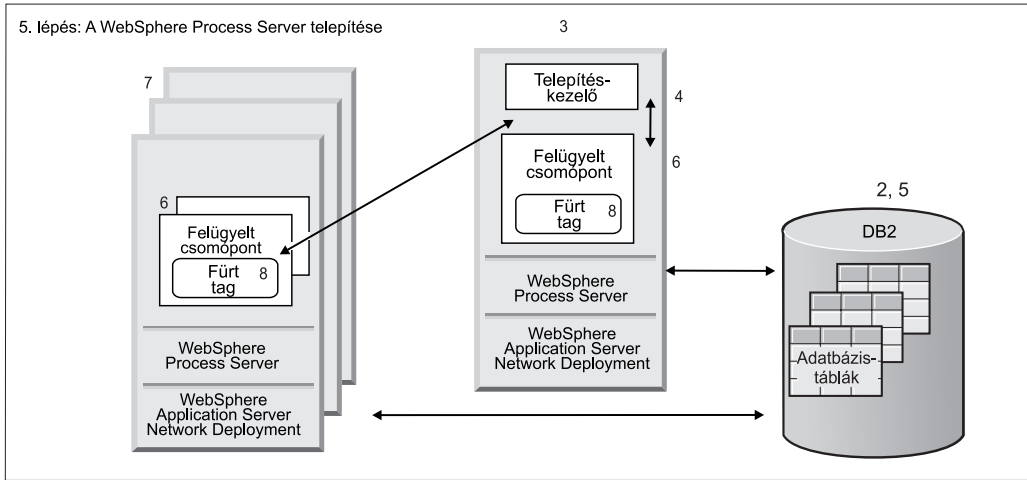 5. lépés: A WebSphere Process Server telepítése
3
7
Telepítés-
kezelő
4
Felügyelt
csomópont
6
Fürt
tag
8
2, 5
DB2
6
Felügyelt
csomópont
Fürt
tag
8
WebSphere
Process Server
WebSphere
Application Server
Network Deployment
WebSphere
Process Server
WebSphere
Application Server
Network Deployment
Adatbázis-
táblák